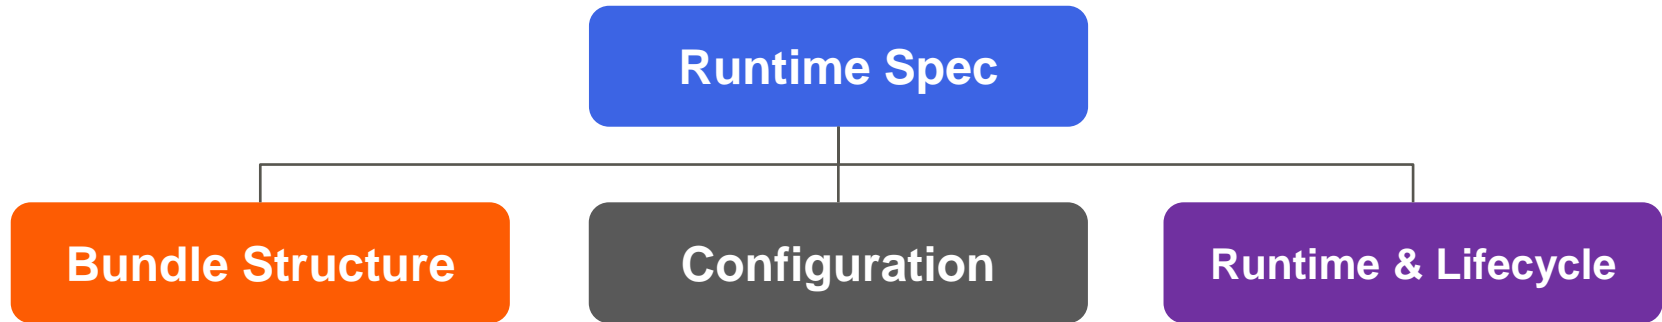 Runtime Spec
Bundle Structure
Configuration
Runtime & Lifecycle